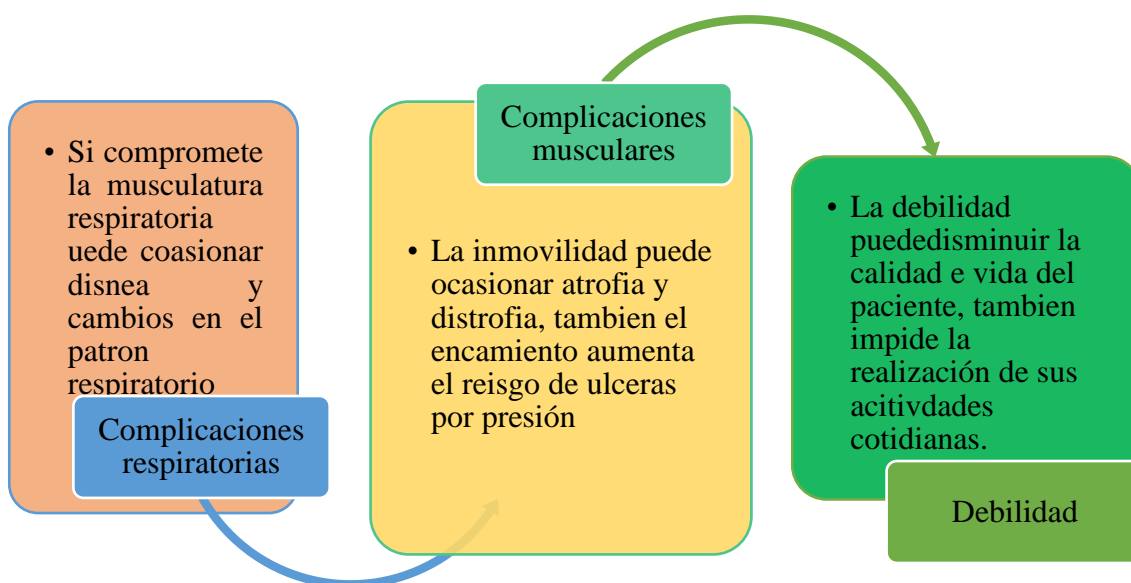 • Si compromete
la musculatura
respiratoria
uede coasionar
disnea y
cambios en el
patron
respiratorio
Complicaciones
respiratorias
Complicaciones
musculares
• La inmovilidad puede
ocasionar atrofia y
distrofia, tambien el
encamiento aumenta
el reisgo de ulceras
por presión
• La debilidad
puededisminuir la
calidad e vida del
paciente, tambien
impide la
realización de sus
acitivdades
cotidianas.
Debilidad